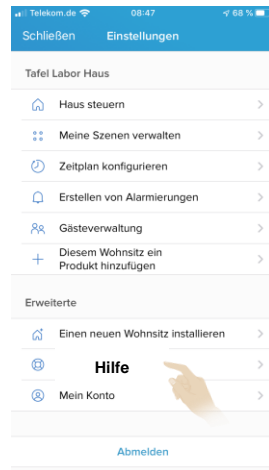 Telekom.de 08:47 68 %
Schließen Einstellungen
Tafel Labor Haus
Haus steuern
Meine Szenen verwalten
Zeitplan konfigurieren
Erstellen von Alarmierungen
Gästeverwaltung
Diesem Wohnsitz ein
Produkt hinzufügen
Erweiterte
Einen neuen Wohnsitz installieren
Hilfe
Mein Konto
Abmelden